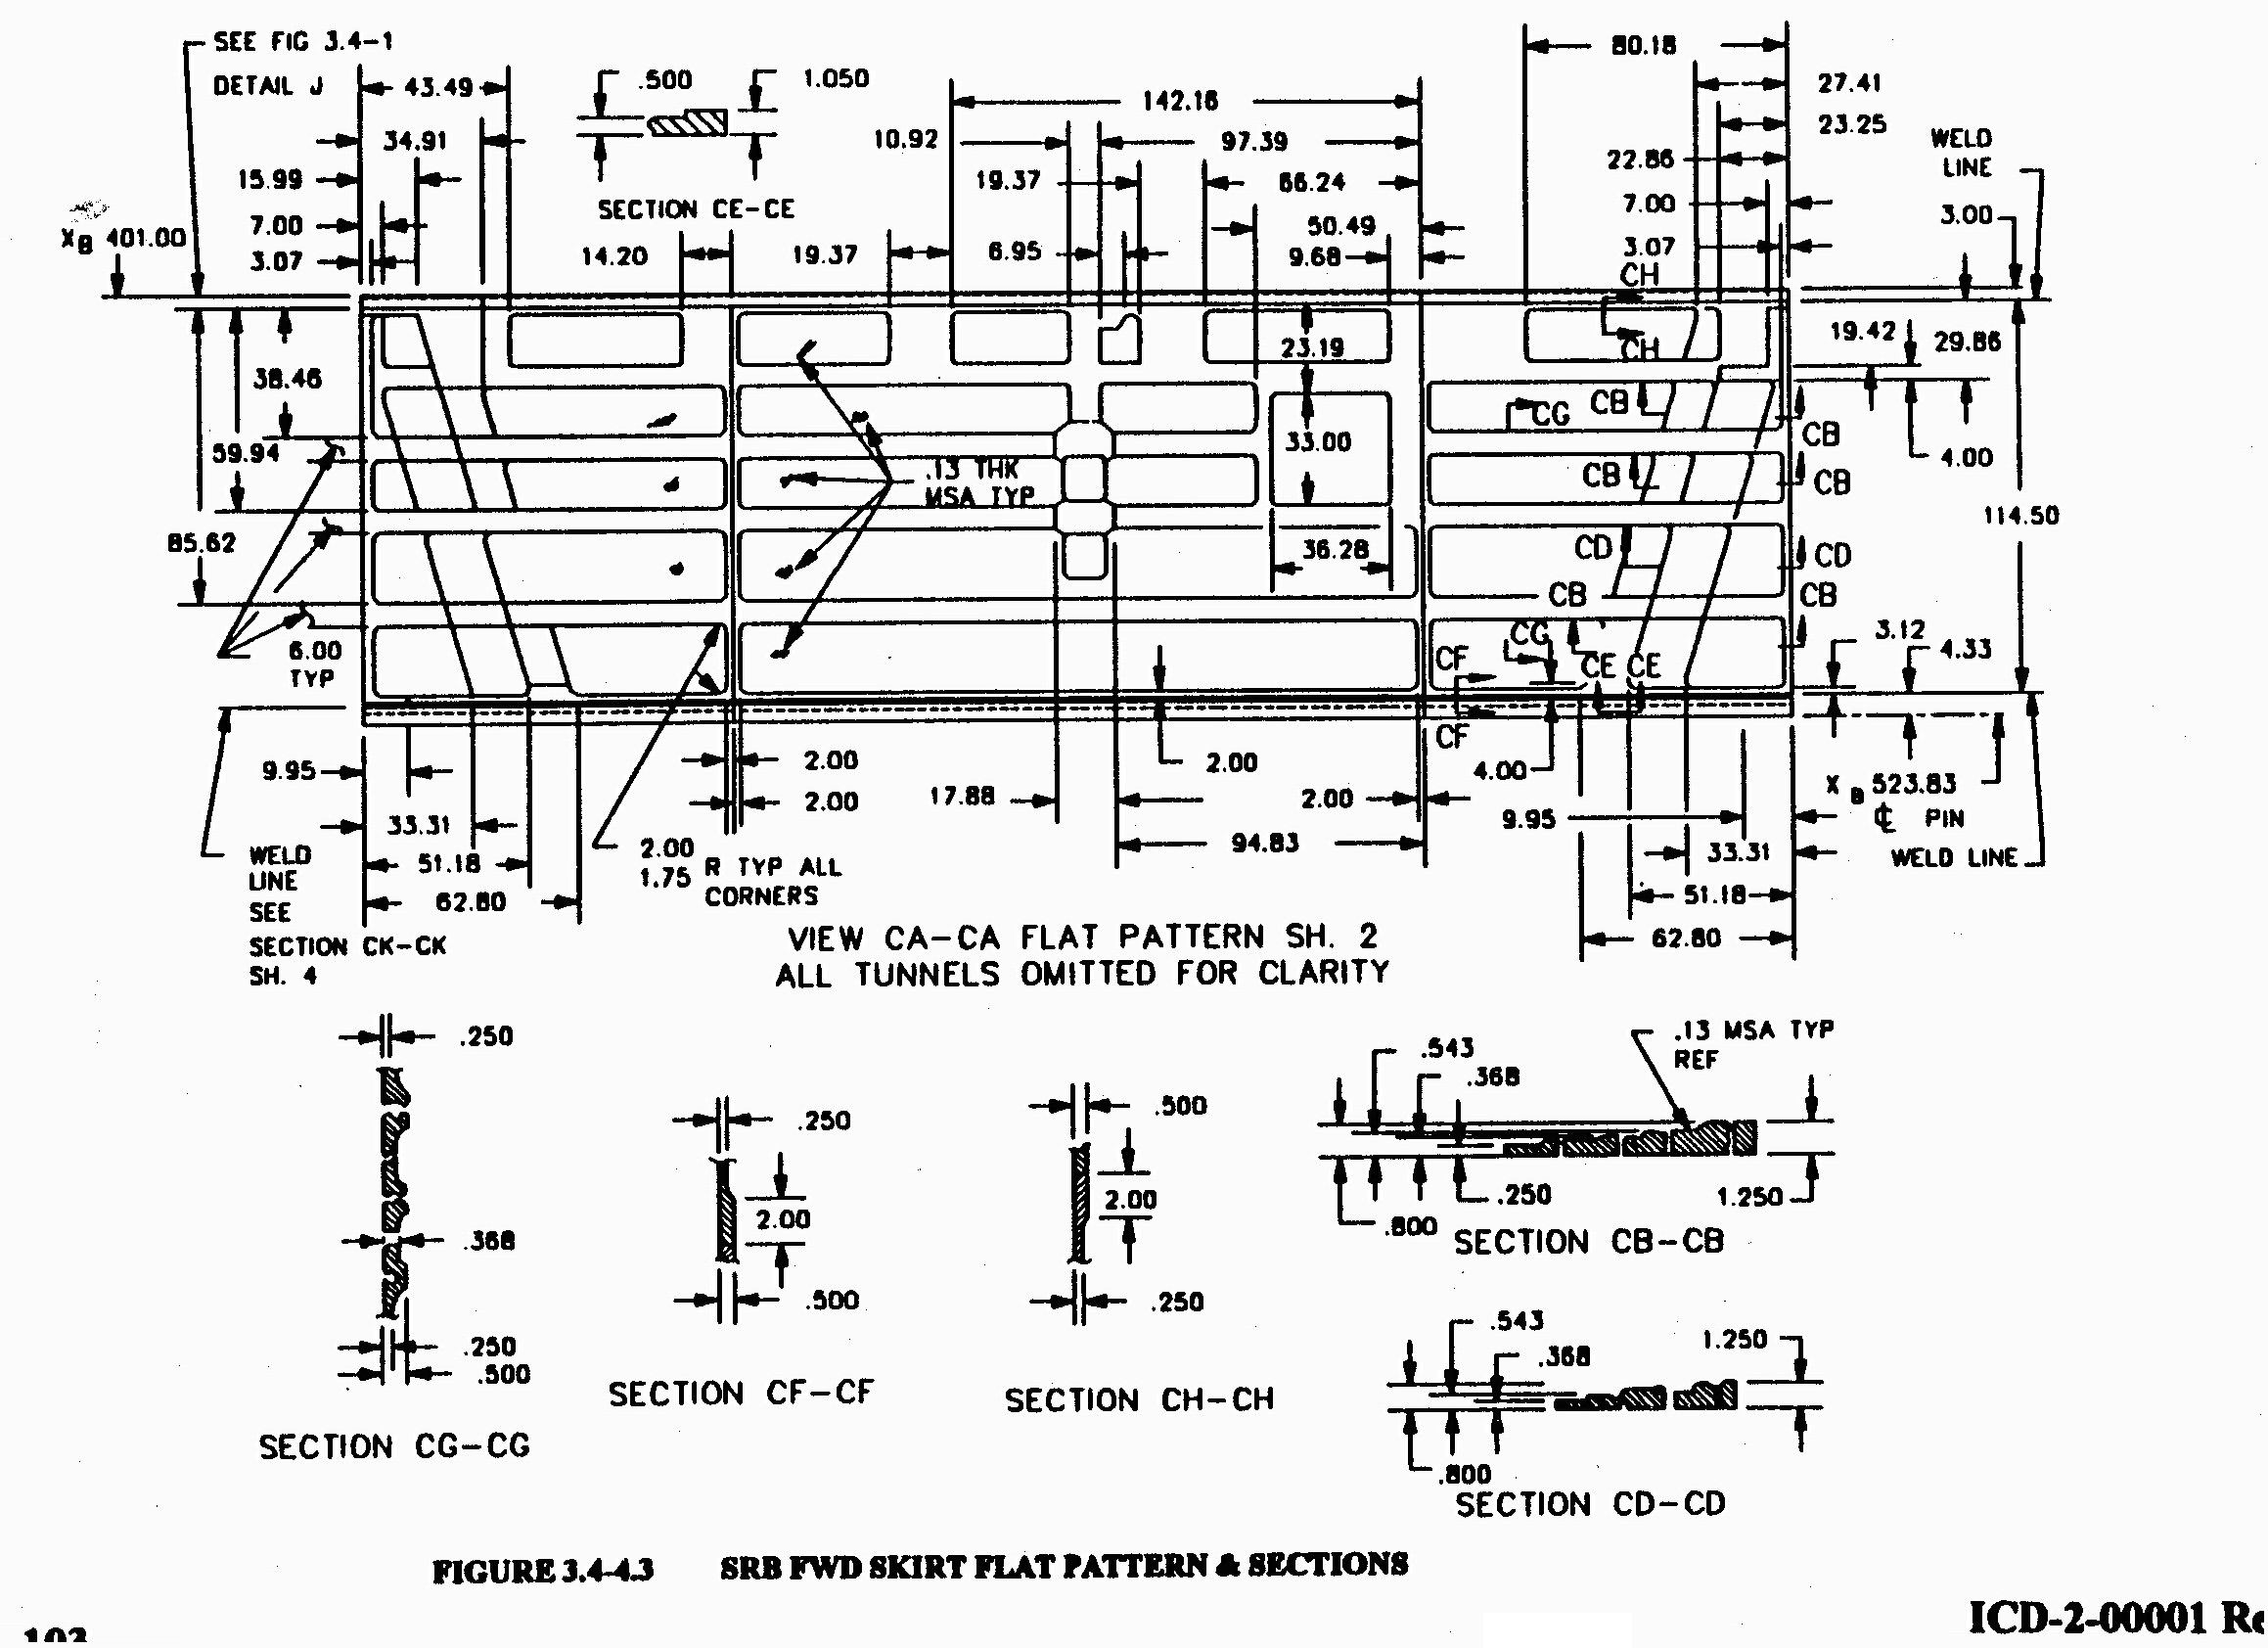 SEE FIG 3.4-1
DETAIL J
43.49
34.91
15.99
7.00
3.07
XB 401.00
.500
1.050
SECTION CE-CE
14.20
19.37
142.16
10.92
97.39
19.37
66.24
50.49
6.95
9.68
80.18
27.41
23.25
22.86
7.00
3.07
WELD
LINE
3.00
CH
CH
19.42
29.86
38.46
59.94
85.62
23.19
33.00
36.28
.13 THK
MSA TYP
CG
CB
CB
CB
CB
CD
CD
CB
CB
4.00
114.50
6.00
TYP
CG
CF
CE
CE
CF
3.12
4.33
9.95
33.31
51.18
62.80
2.00
2.00
17.88
2.00
2.00
94.83
4.00
9.95
33.31
51.18
62.80
XB 523.83
℄ PIN
WELD LINE
WELD
LINE
SEE
SECTION CK-CK
SH. 4
2.00
1.75 R TYP ALL
CORNERS
VIEW CA-CA FLAT PATTERN SH. 2
ALL TUNNELS OMITTED FOR CLARITY
.250
.368
.250
.500
SECTION CG-CG
.250
2.00
.500
SECTION CF-CF
.500
2.00
.250
SECTION CH-CH
.543
.368
.13 MSA TYP
REF
.250
.800
1.250
SECTION CB-CB
.543
.368
1.250
.800
SECTION CD-CD
FIGURE 3.4-4.3 SRB FWD SKIRT FLAT PATTERN & SECTIONS
ICD-2-00001